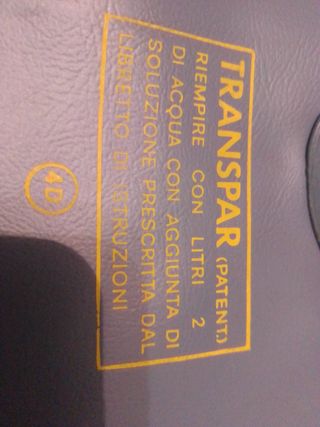 TRANSPAR (PATENT.)
RIEMPIRE CON LITRI 2
DI ACQUA CON AGGIUNTA DI
SOLUZIONE PRESCRITTA DAL
LIBRETTO DI ISTRUZIONI
4D